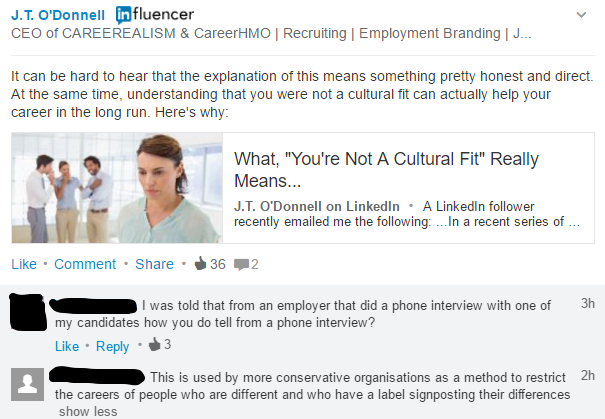 J.T. O'Donnell influencer
CEO of CAREEREALISM & CareerHMO | Recruiting | Employment Branding | J...
It can be hard to hear that the explanation of this means something pretty honest and direct.
At the same time, understanding that you were not a cultural fit can actually help your
career in the long run. Here's why:
What, "You're Not A Cultural Fit" Really
Means...
J.T. O'Donnell on LinkedIn • A LinkedIn follower
recently emailed me the following: ...In a recent series of ...
Like • Comment • Share • 36 2
I was told that from an employer that did a phone interview with one of 3h
my candidates how you do tell from a phone interview?
Like • Reply • 3
This is used by more conservative organisations as a method to restrict 2h
the careers of people who are different and who have a label signposting their differences
show less